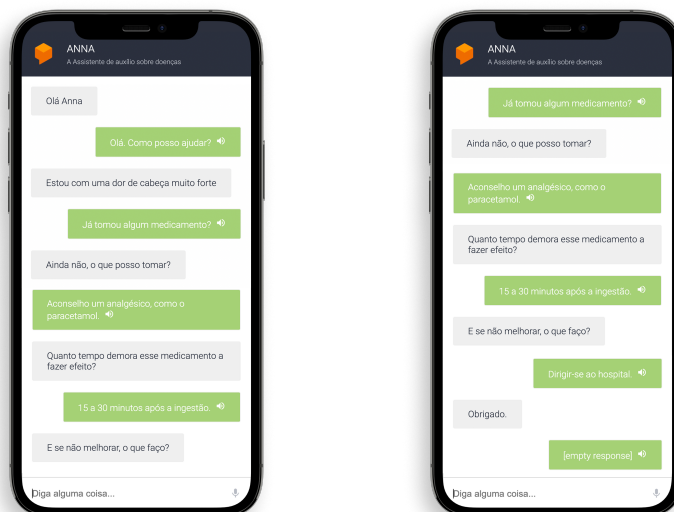 ANNA
A Assistente de auxílio sobre doenças
Olá Anna
Olá. Como posso ajudar?
Estou com uma dor de cabeça muito forte
Já tomou algum medicamento?
Ainda não, o que posso tomar?
Aconselho um analgésico, como o
paracetamol.
Quanto tempo demora esse medicamento a
fazer efeito?
15 a 30 minutos após a ingestão.
E se não melhorar, o que faço?
Diga alguma coisa...
ANNA
A Assistente de auxílio sobre doenças
Já tomou algum medicamento?
Ainda não, o que posso tomar?
Aconselho um analgésico, como o
paracetamol.
Quanto tempo demora esse medicamento a
fazer efeito?
15 a 30 minutos após a ingestão.
E se não melhorar, o que faço?
Dirigir-se ao hospital.
Obrigado.
[empty response]
Diga alguma coisa...